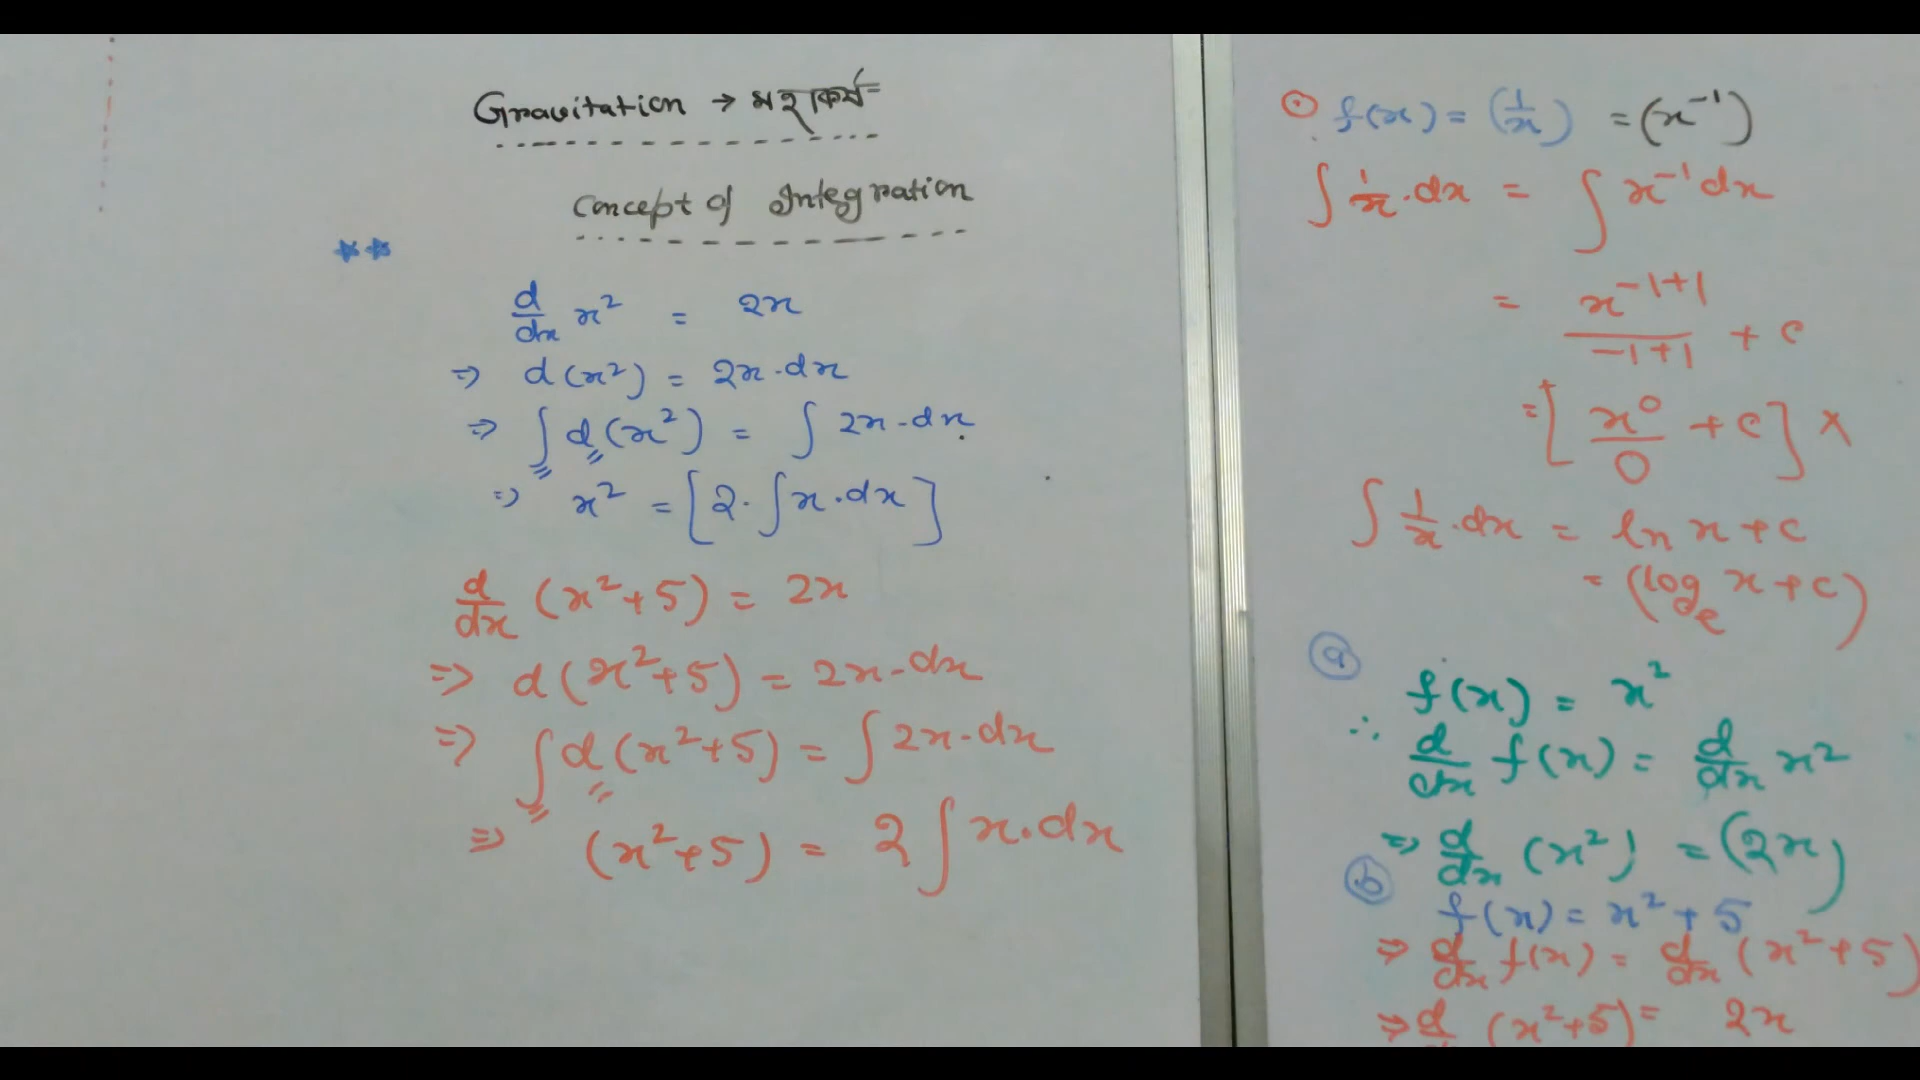 Gravitation → মহাকর্ষ
Concept of Integration
**
d/dx x² = 2x
⇒ d(x²) = 2x·dx
⇒ ∫d(x²) = ∫2x·dx
⇒ x² = [2·∫x·dx]
d/dx (x²+5) = 2x
⇒ d(x²+5) = 2x·dx
⇒ ∫d(x²+5) = ∫2x·dx
⇒ (x²+5) = 2∫x·dx
f(x) = (1/x) = (x⁻¹)
∫1/x·dx = ∫x⁻¹dx
= x⁻¹⁺¹/-1+1 + c
= [x⁰/0 + c] ×
∫1/x·dx = ln x + c
= (logₑ x + c)
ⓐ
f(x) = x²
∴ d/dx f(x) = d/dx x²
⇒ d/dx (x²) = (2x)
ⓑ
f(x) = x² + 5
⇒ d/dx f(x) = d/dx (x²+5)
⇒ d (x²+5) = 2x